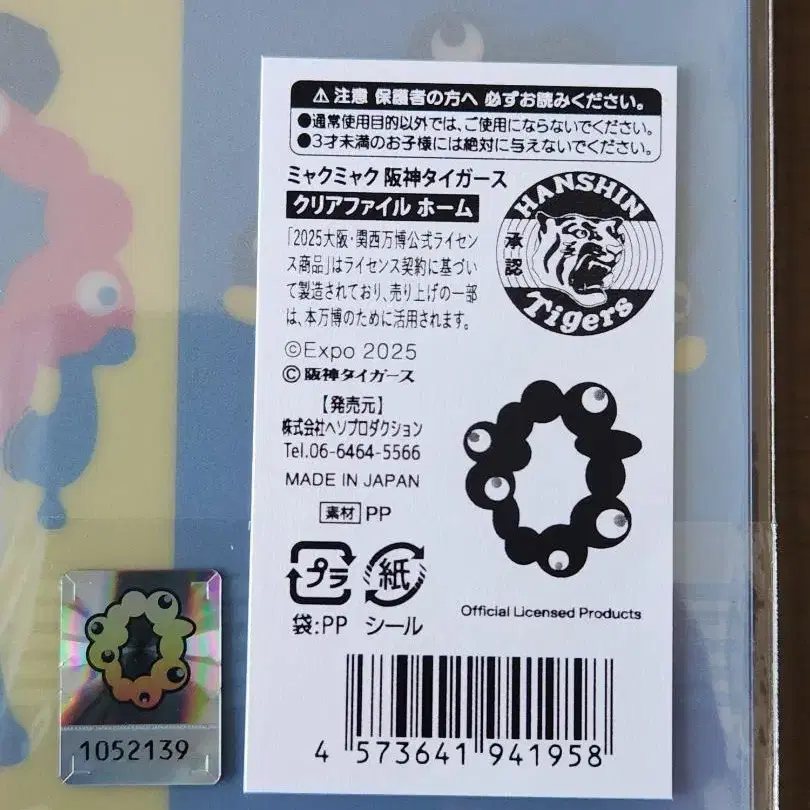 ⚠注意 保護者の方へ 必ずお読みください。
●通常使用目的以外では、ご使用にならないでください。
●3才未満のお子様には絶対に与えないでください。
ミャクミャク 阪神タイガース
クリアファイル ホーム
「2025大阪・関西万博公式ライセン
ス商品」はライセンス契約に基づい
て製造されており、売り上げの一部
は、本万博のために活用されます。
©Expo 2025
© 阪神タイガース
【発売元】
株式会社ヘソプロダクション
Tel.06-6464-5566
MADE IN JAPAN
素材 PP
HANSHIN
承認
Tigers
プラ
紙
袋:PP シール
Official Licensed Products
4 573641 941958
1052139